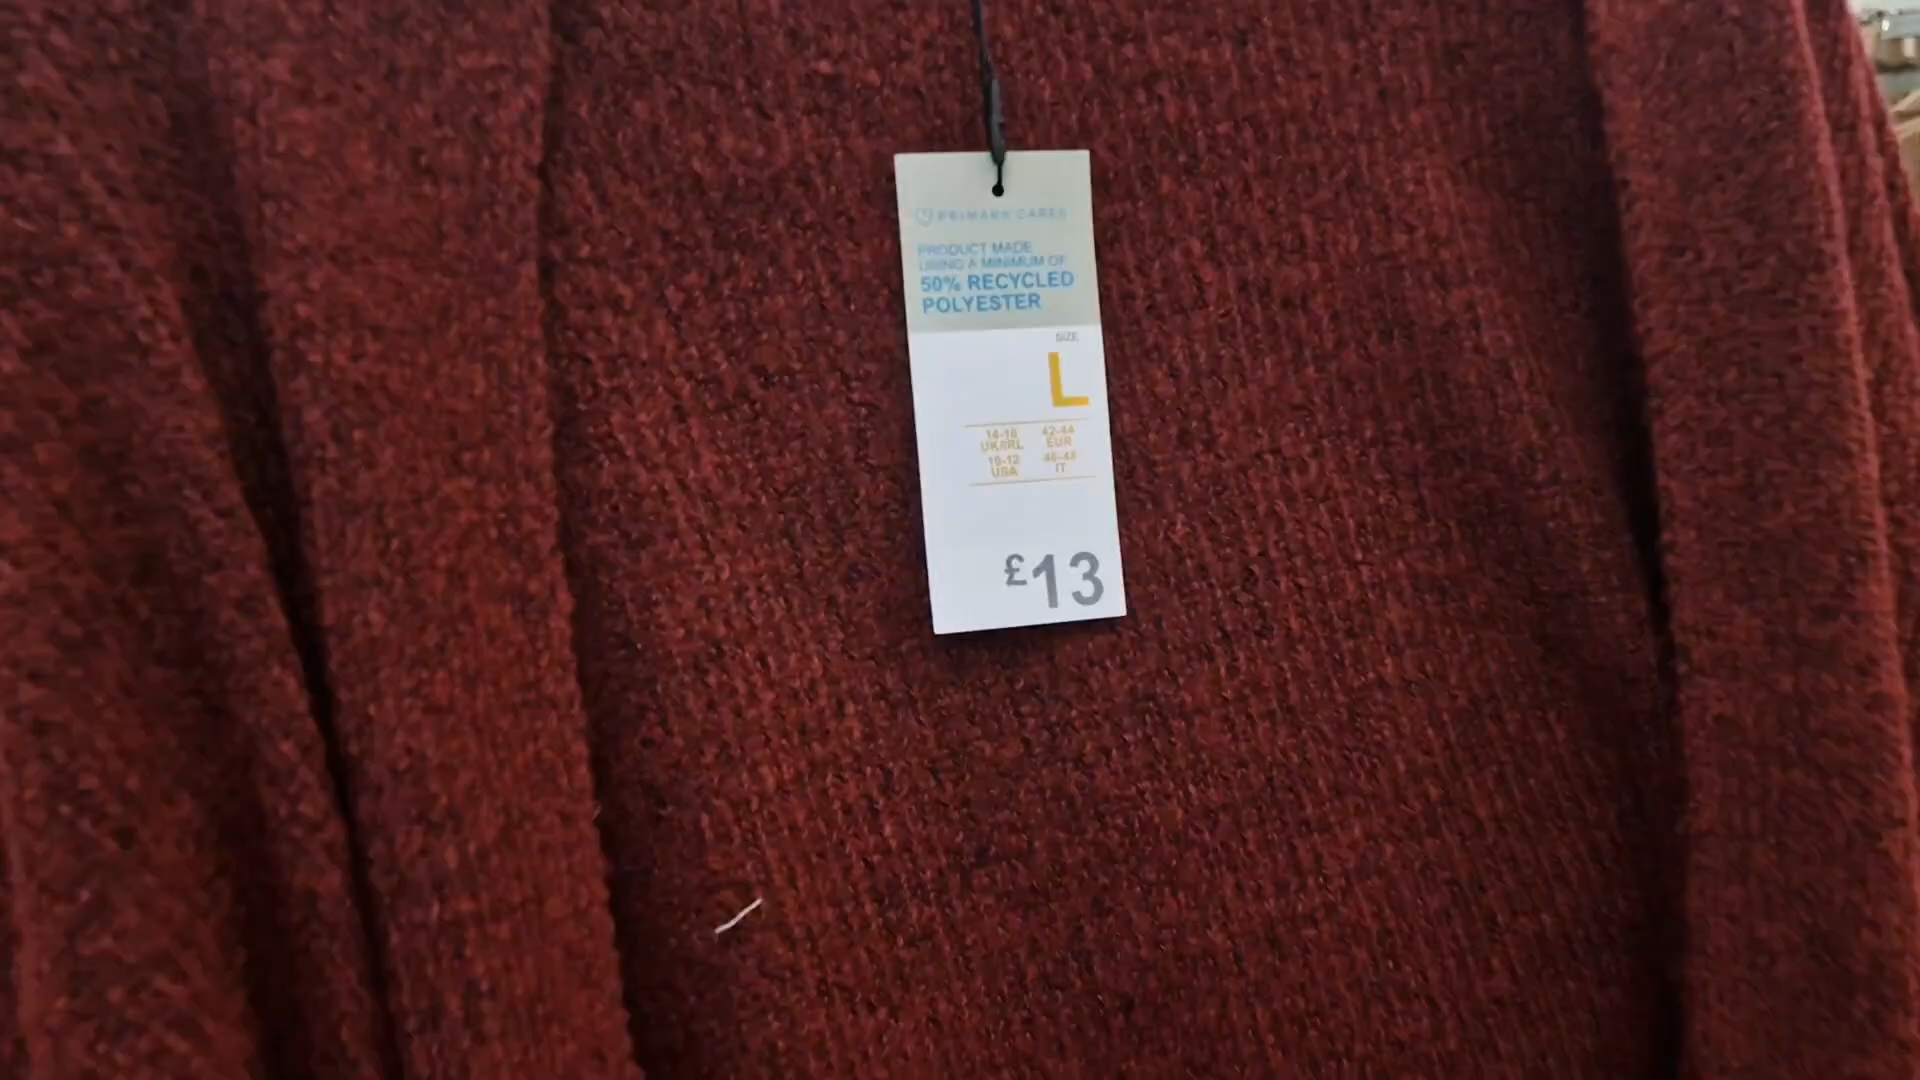 PRIMARK CARES
PRODUCT MADE
USING A MINIMUM OF
50% RECYCLED
POLYESTER
SIZE
L
14-16 42-44
UK/IRL EUR
10-12 46-48
USA IT
£13